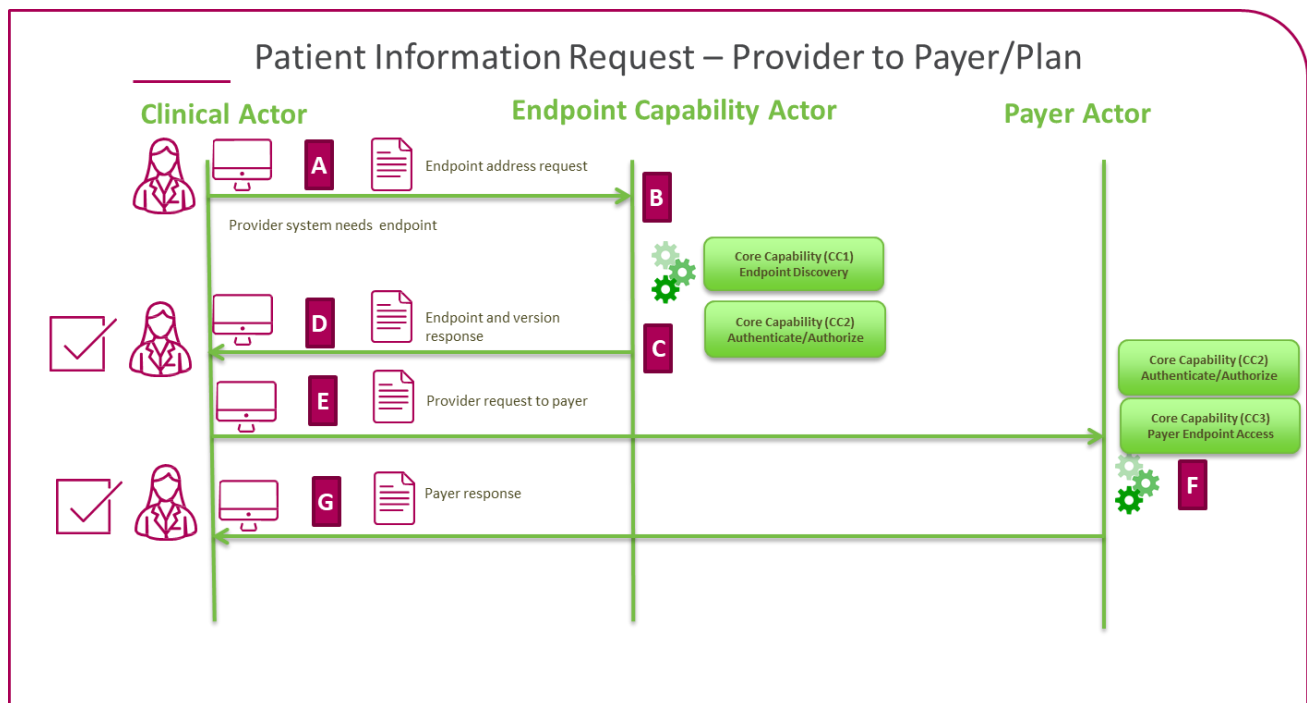 Patient Information Request – Provider to Payer/Plan
Clinical Actor
Endpoint Capability Actor
Payer Actor
A
Endpoint address request
B
Provider system needs endpoint
Core Capability (CC1)
Endpoint Discovery
D
Endpoint and version
response
C
Core Capability (CC2)
Authenticate/Authorize
Core Capability (CC2)
Authenticate/Authorize
E
Provider request to payer
Core Capability (CC3)
Payer Endpoint Access
G
Payer response
F